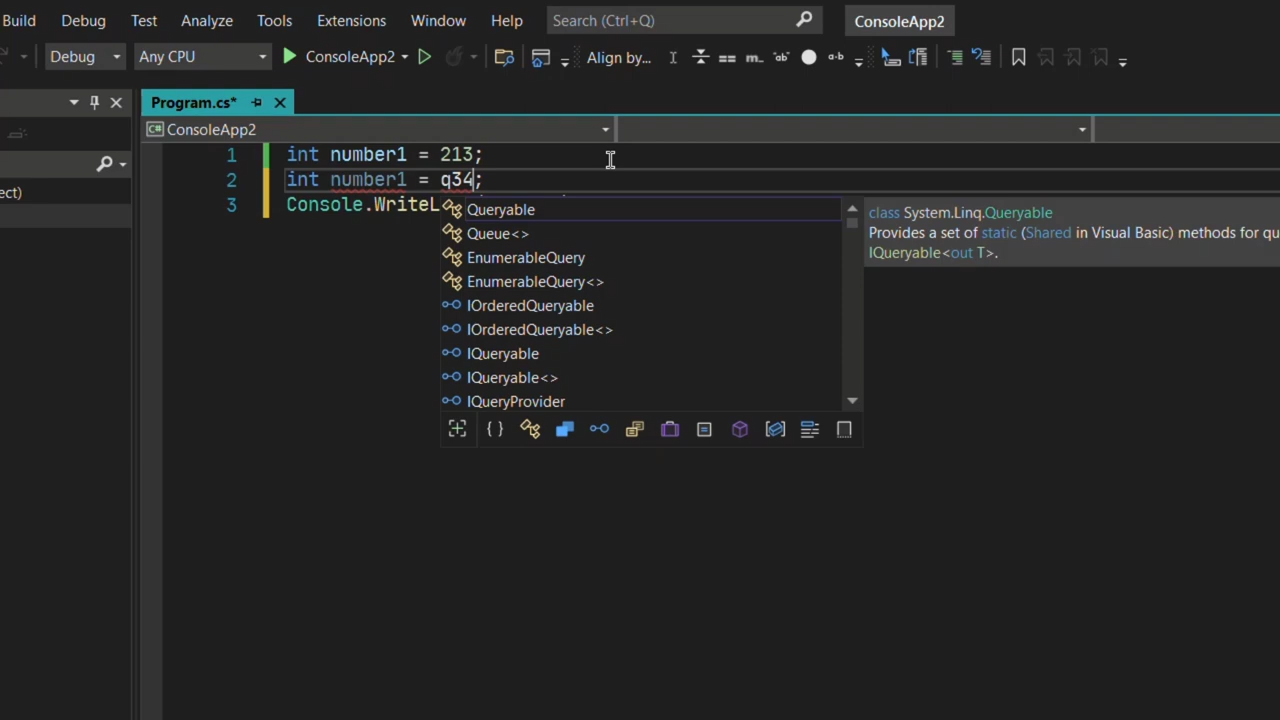 Build Debug Test Analyze Tools Extensions Window Help Search (Ctrl+Q) ConsoleApp2
Debug Any CPU ConsoleApp2 Align by...
Program.cs*
C# ConsoleApp2
1 int number1 = 213;
ect) 2 int number1 = q34;
3 Console.WriteL
Queryable
Queue<>
EnumerableQuery
EnumerableQuery<>
IOrderedQueryable
IOrderedQueryable<>
IQueryable
IQueryable<>
IQueryProvider
class System.Linq.Queryable
Provides a set of static (Shared in Visual Basic) methods for qu
IQueryable<out T>.